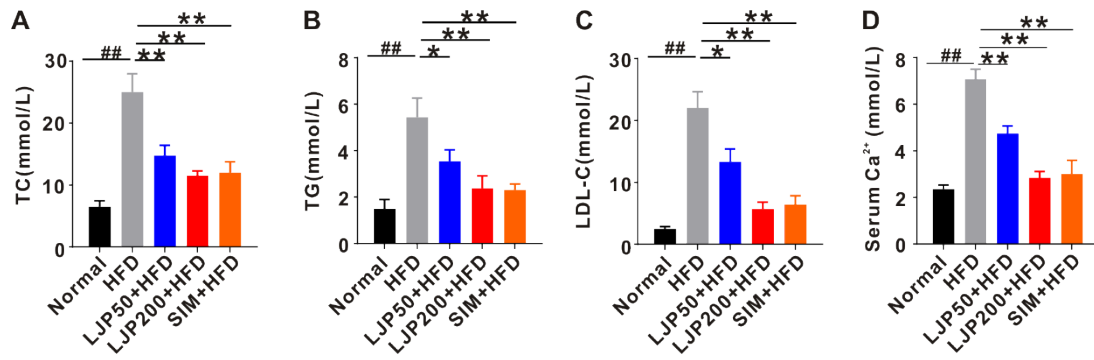 A
TC(mmol/L)
30
20
10
0
##
**
**
**
Normal
HFD
LJP50+HFD
LJP200+HFD
SIM+HFD
B
TG(mmol/L)
8
6
4
2
0
##
*
**
**
Normal
HFD
LJP50+HFD
LJP200+HFD
SIM+HFD
C
LDL-C(mmol/L)
30
20
10
0
##
*
**
**
Normal
HFD
LJP50+HFD
LJP200+HFD
SIM+HFD
D
Serum Ca²⁺ (mmol/L)
8
6
4
2
0
##
**
**
**
Normal
HFD
LJP50+HFD
LJP200+HFD
SIM+HFD